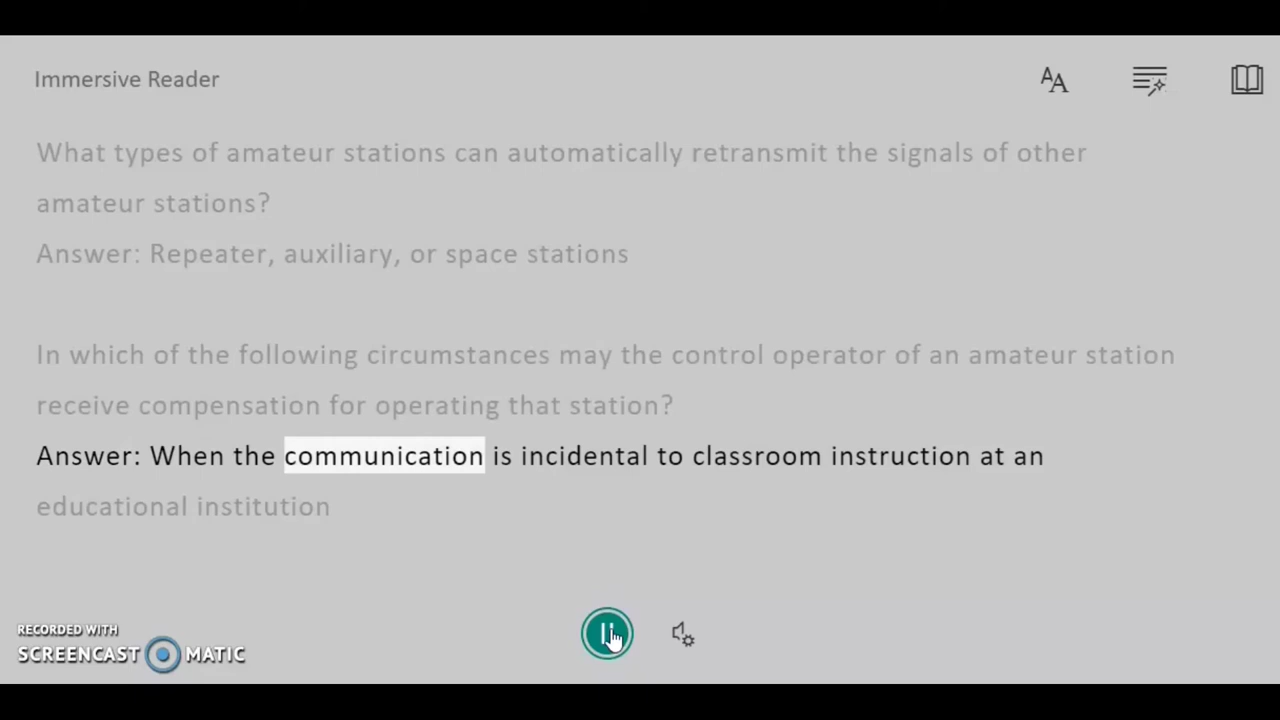 Immersive Reader
What types of amateur stations can automatically retransmit the signals of other
amateur stations?
Answer: Repeater, auxiliary, or space stations
In which of the following circumstances may the control operator of an amateur station
receive compensation for operating that station?
Answer: When the communication is incidental to classroom instruction at an
educational institution
RECORDED WITH
SCREENCAST MATIC